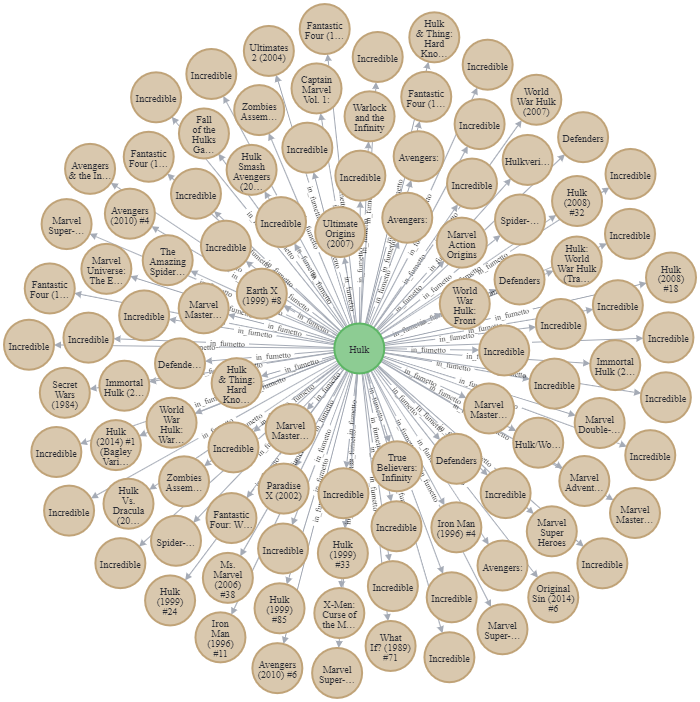 Fantastic
Four (1...
Hulk
& Thing:
Hard
Kno...
Ultimates
2 (2004)
Incredible
Incredible
Incredible
Captain
Marvel
Vol. 1:
Fantastic
Four (1...
World
War Hulk
(2007)
Incredible
Zombies
Assem...
Warlock
and the
Infinity
Incredible
Fall
of the
Hulks
Ga...
Defenders
Incredible
Fantastic
Four (1...
Avengers:
Hulkveri...
Avengers
& the In...
Hulk
Smash
Avengers
(20...
Incredible
Incredible
Incredible
Incredible
Hulk
(2008)
#32
Marvel
Super-...
Avengers
(2010) #4
Incredible
Ultimate
Origins
(2007)
Avengers:
Spider-...
Incredible
Marvel
Action
Origins
Incredible
The
Amazing
Spider...
Hulk:
World
War Hulk
(Tra...
Marvel
Universe:
The E...
Hulk
(2008)
#18
Fantastic
Four (1...
Defenders
Earth X
(1999) #8
Marvel
Master...
World
War
Hulk:
Front
Incredible
Incredible
Incredible
Incredible
Incredible
Incredible
Hulk
Incredible
Defende...
Immortal
Hulk (2...
Hulk
& Thing:
Hard
Kno...
Incredible
Immortal
Hulk (2...
Secret
Wars
(1984)
Incredible
Marvel
Master...
World
War
Hulk:
War...
Marvel
Double-...
Marvel
Master...
Hulk
(2014) #1
(Bagley
Vari...
Hulk/Wo...
Incredible
Incredible
Incredible
Defenders
True
Believers:
Infinity
Zombies
Assem...
Marvel
Advent...
Paradise
X (2002)
Incredible
Incredible
Hulk
Vs.
Dracula
(20...
Incredible
Marvel
Master...
Fantastic
Four: W...
Incredible
Iron Man
(1996) #4
Marvel
Super
Heroes
Spider-...
Incredible
Hulk
(1999)
#33
Incredible
Incredible
Avengers:
Ms.
Marvel
(2006)
#38
Incredible
Incredible
Original
Sin (2014)
#6
Hulk
(1999)
#24
Hulk
(1999)
#85
X-Men:
Curse of
the M...
Marvel
Super-...
Iron
Man
(1996)
#11
What
If? (1989)
#71
Incredible
Avengers
(2010) #6
Marvel
Super-...
in_fumetto
in_fumetto
in_fumetto
in_fumetto
in_fumetto
in_fumetto